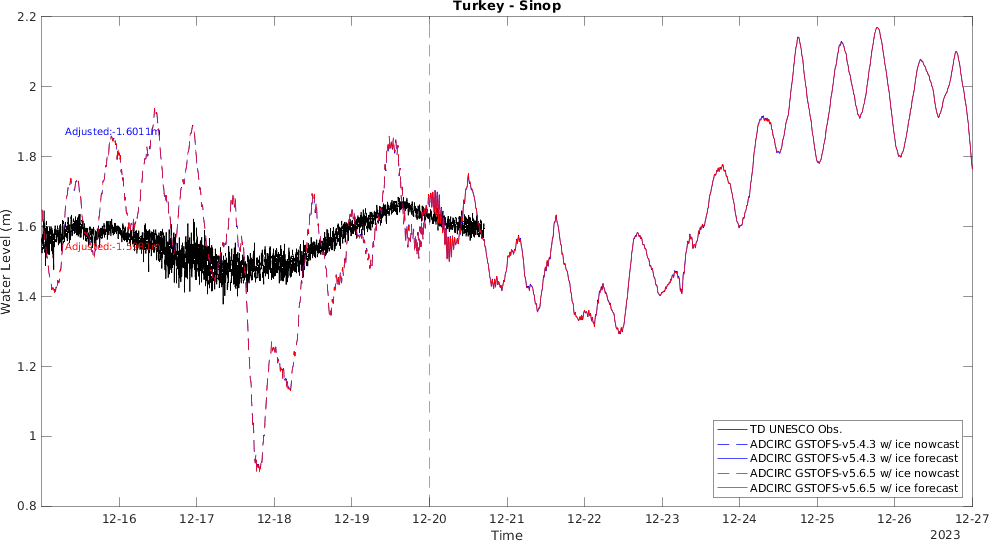 Turkey - Sinop
2.2
2
1.8
1.6
1.4
1.2
1
0.8
Water Level (m)
Adjusted:-1.6011m
12-16
12-17
12-18
12-19
12-20
12-21
12-22
12-23
12-24
12-25
12-26
12-27
Time
2023
TD UNESCO Obs.
ADCIRC GSTOFS-v5.4.3 w/ ice nowcast
ADCIRC GSTOFS-v5.4.3 w/ ice forecast
ADCIRC GSTOFS-v5.6.5 w/ ice nowcast
ADCIRC GSTOFS-v5.6.5 w/ ice forecast